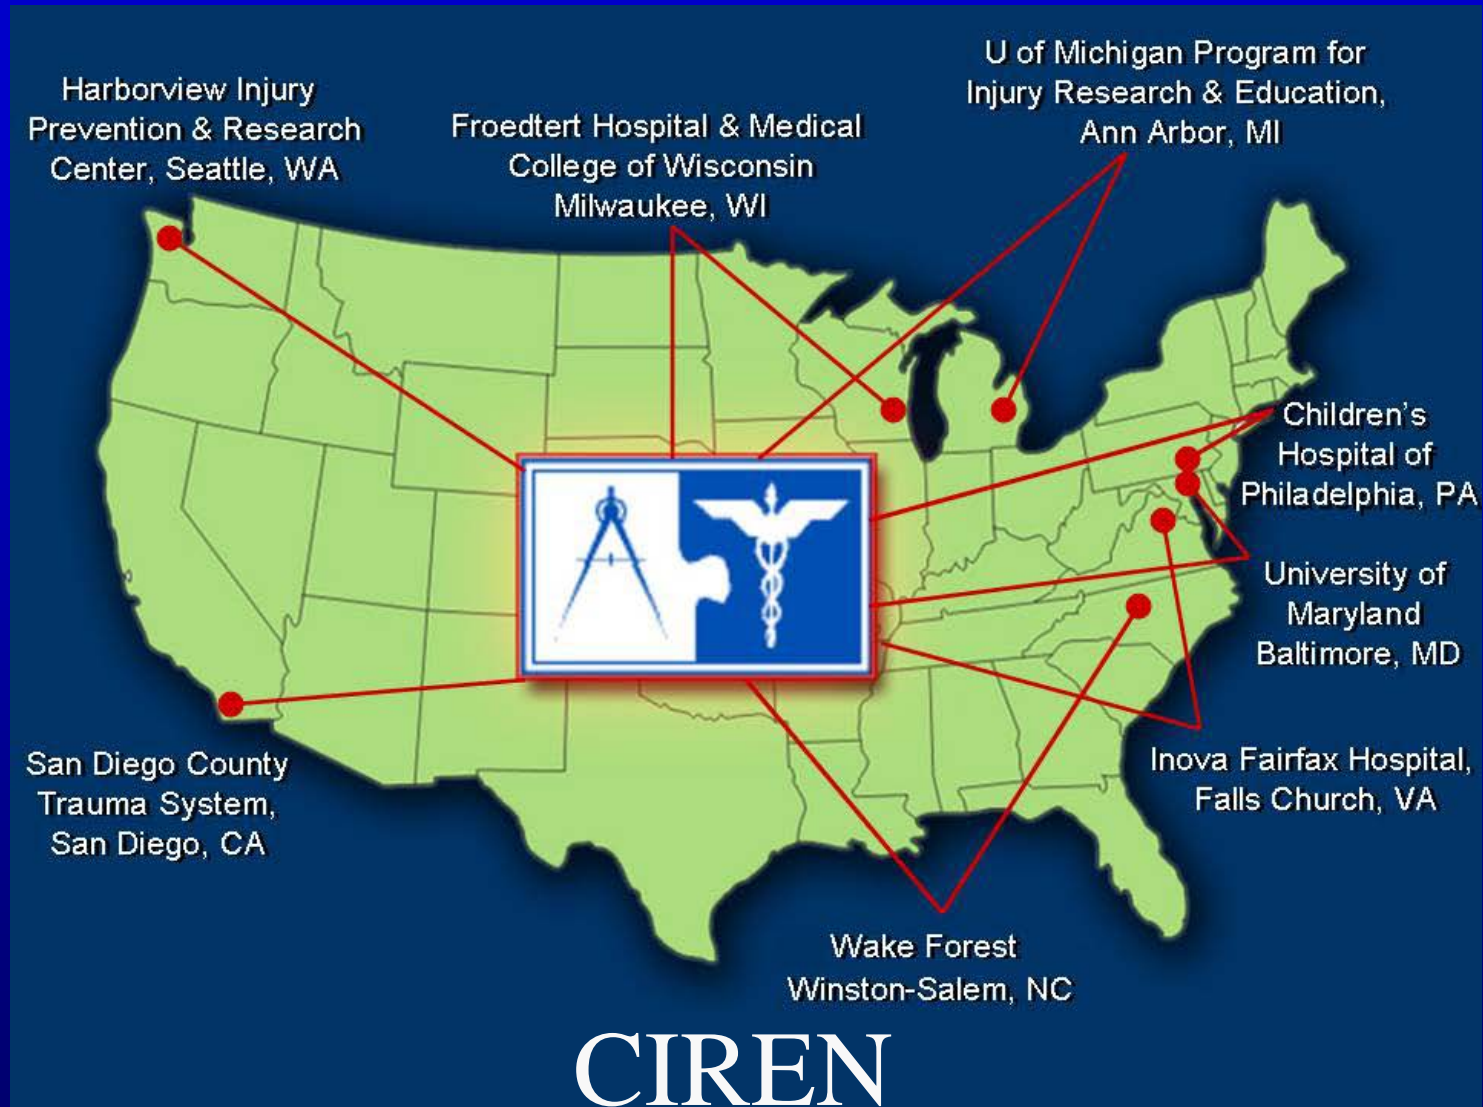 Harborview Injury
Prevention & Research
Center, Seattle, WA
Froedtert Hospital & Medical
College of Wisconsin
Milwaukee, WI
U of Michigan Program for
Injury Research & Education,
Ann Arbor, MI
Children's
Hospital of
Philadelphia, PA
University of
Maryland
Baltimore, MD
Inova Fairfax Hospital,
Falls Church, VA
San Diego County
Trauma System,
San Diego, CA
Wake Forest
Winston-Salem, NC
CIREN